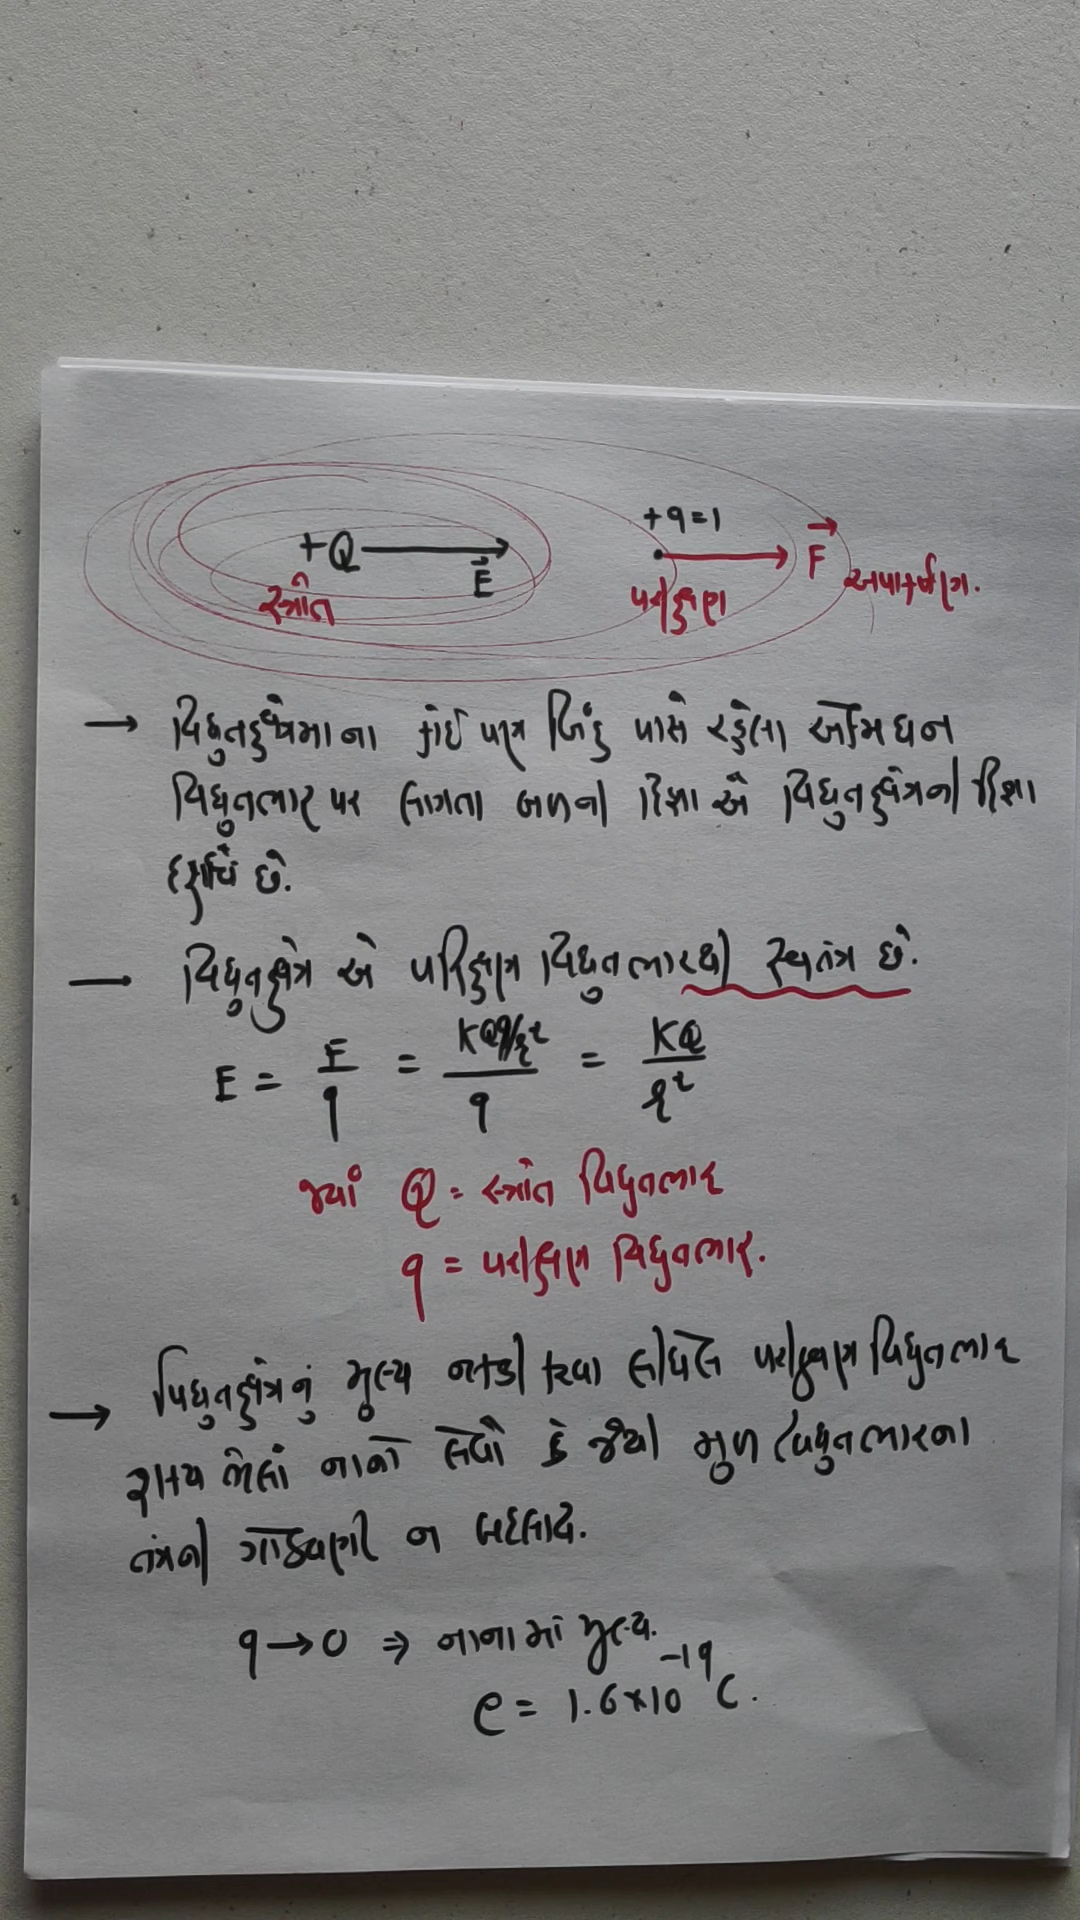 +q=1
+Q E F
સ્ત્રોત પરીક્ષણ અપાકર્ષણ.
→ વિદ્યુતક્ષેત્રમાના કોઈ પણ બિંદુ પાસે રહેલા એકમ ધન
વિદ્યુતભાર પર લાગતા બળની દિશા એ વિદ્યુતક્ષેત્રની દિશા
દર્શાવે છે.
— વિદ્યુતક્ષેત્ર એ પરિક્ષણ વિદ્યુતભારથી સ્વતંત્ર છે.
E = F/q = (KQq/r²)/q = KQ/r²
જ્યાં Q = સ્ત્રોત વિદ્યુતભાર
q = પરીક્ષણ વિદ્યુતભાર.
→ વિદ્યુતક્ષેત્રનું મૂલ્ય નક્કી કરવા લીધેલ પરીક્ષણ વિદ્યુતભાર
શક્ય તેલાં નાનો લેવો કે જેથી મુળ વિદ્યુતભારના
તંત્રની ગોઠવણી ન બદલાય.
q→0 ⇒ નાનામાં મુલ્ય.
e = 1.6×10⁻¹⁹ C.